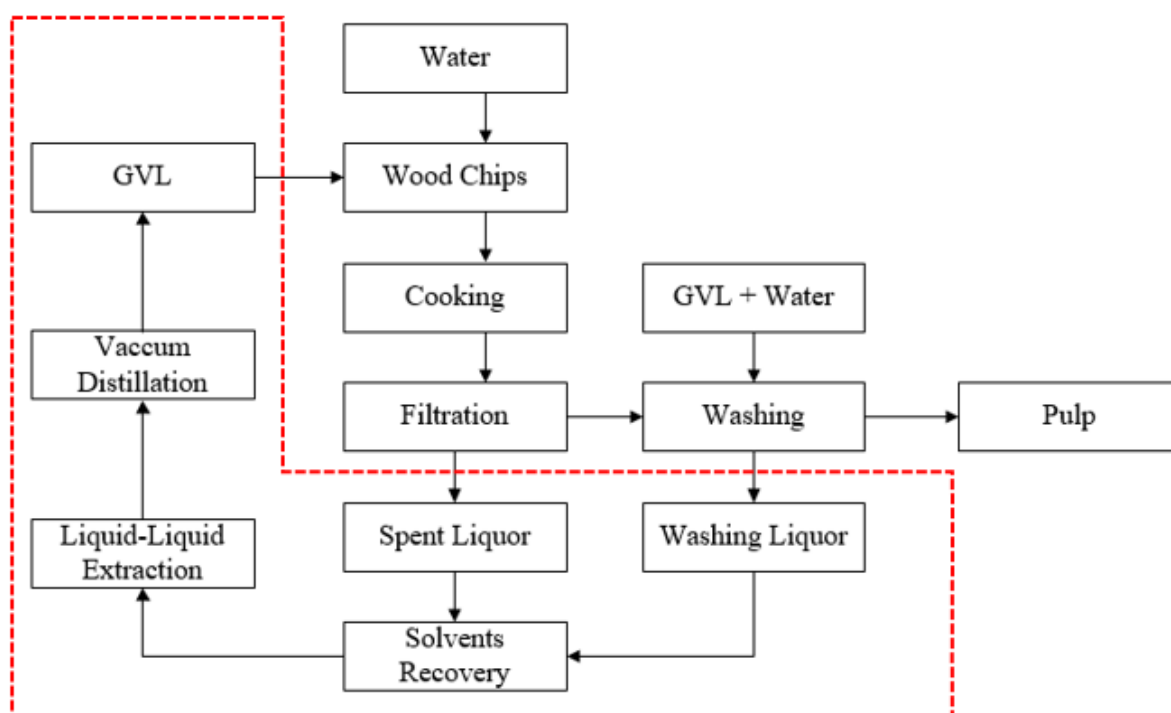 Water
GVL
Wood Chips
Cooking
GVL + Water
Vaccum
Distillation
Filtration
Washing
Pulp
Liquid-Liquid
Extraction
Spent Liquor
Washing Liquor
Solvents
Recovery